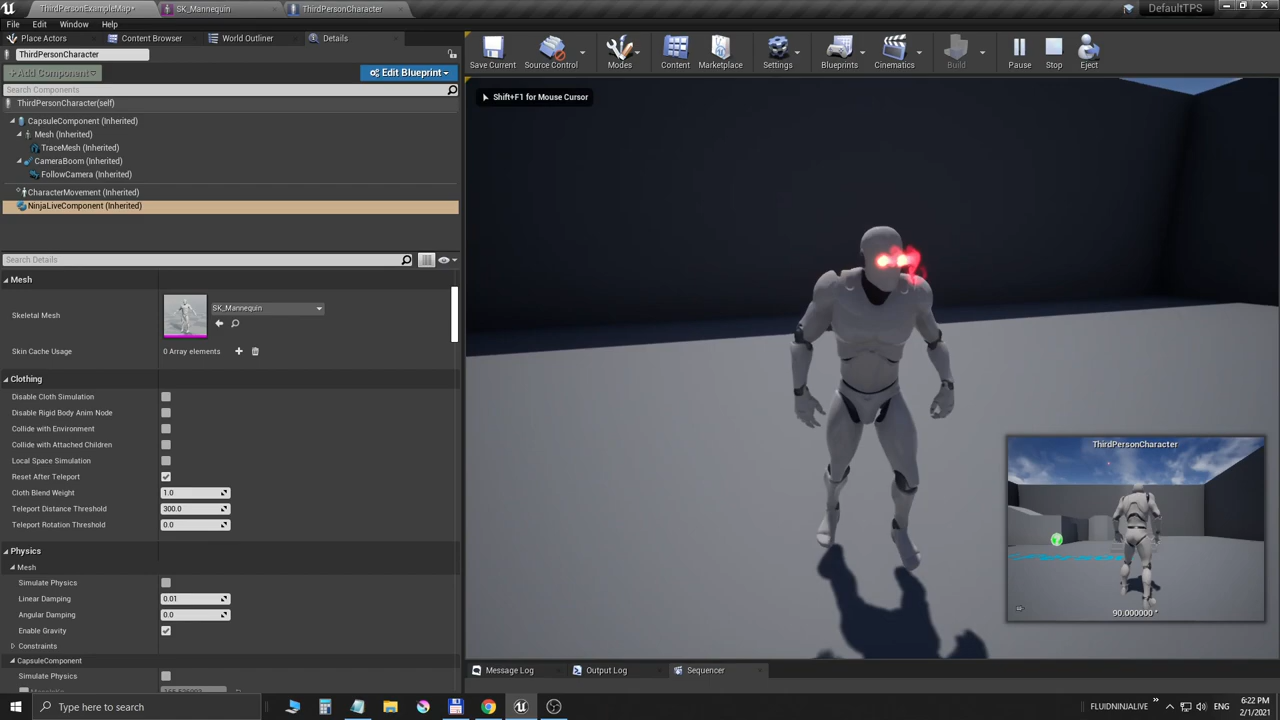 ThirdPersonExampleMap*
SK_Mannequin
ThirdPersonCharacter
DefaultTPS
File Edit Window Help
Place Actors
Content Browser
World Outliner
Details
ThirdPersonCharacter
+ Add Component
Edit Blueprint
Search Components
ThirdPersonCharacter(self)
CapsuleComponent (Inherited)
Mesh (Inherited)
TraceMesh (Inherited)
CameraBoom (Inherited)
FollowCamera (Inherited)
CharacterMovement (Inherited)
NinjaLiveComponent (Inherited)
Search Details
Mesh
Skeletal Mesh
SK_Mannequin
Skin Cache Usage
0 Array elements
Clothing
Disable Cloth Simulation
Disable Rigid Body Anim Node
Collide with Environment
Collide with Attached Children
Local Space Simulation
Reset After Teleport
Cloth Blend Weight 1.0
Teleport Distance Threshold 300.0
Teleport Rotation Threshold 0.0
Physics
Mesh
Simulate Physics
Linear Damping 0.01
Angular Damping 0.0
Enable Gravity
Constraints
CapsuleComponent
Simulate Physics
Save Current
Source Control
Modes
Content
Marketplace
Settings
Blueprints
Cinematics
Build
Pause
Stop
Eject
Shift+F1 for Mouse Cursor
ThirdPersonCharacter
90.000000 °
Message Log
Output Log
Sequencer
Type here to search
FLUIDNINJALIVE
ENG
6:22 PM
2/1/2021